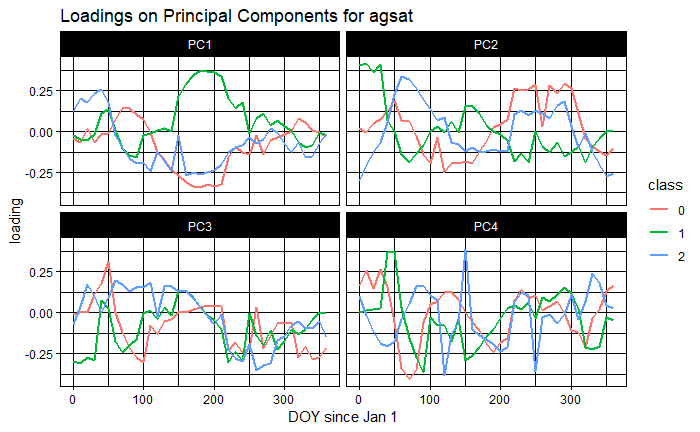 Loadings on Principal Components for agsat
PC1 PC2
0.25
0.00
-0.25
PC3 PC4
0.25
0.00
-0.25
0 100 200 300 0 100 200 300
DOY since Jan 1
loading
class
0
1
2